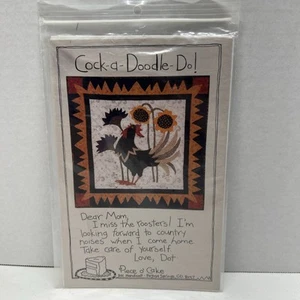 Cock-a-Doodle-Do!
Dear Mom,
I miss the roosters! I'm
looking forward to country
noises when I come home.
Take care of yourself.
Love, Dot
Piece O' Cake